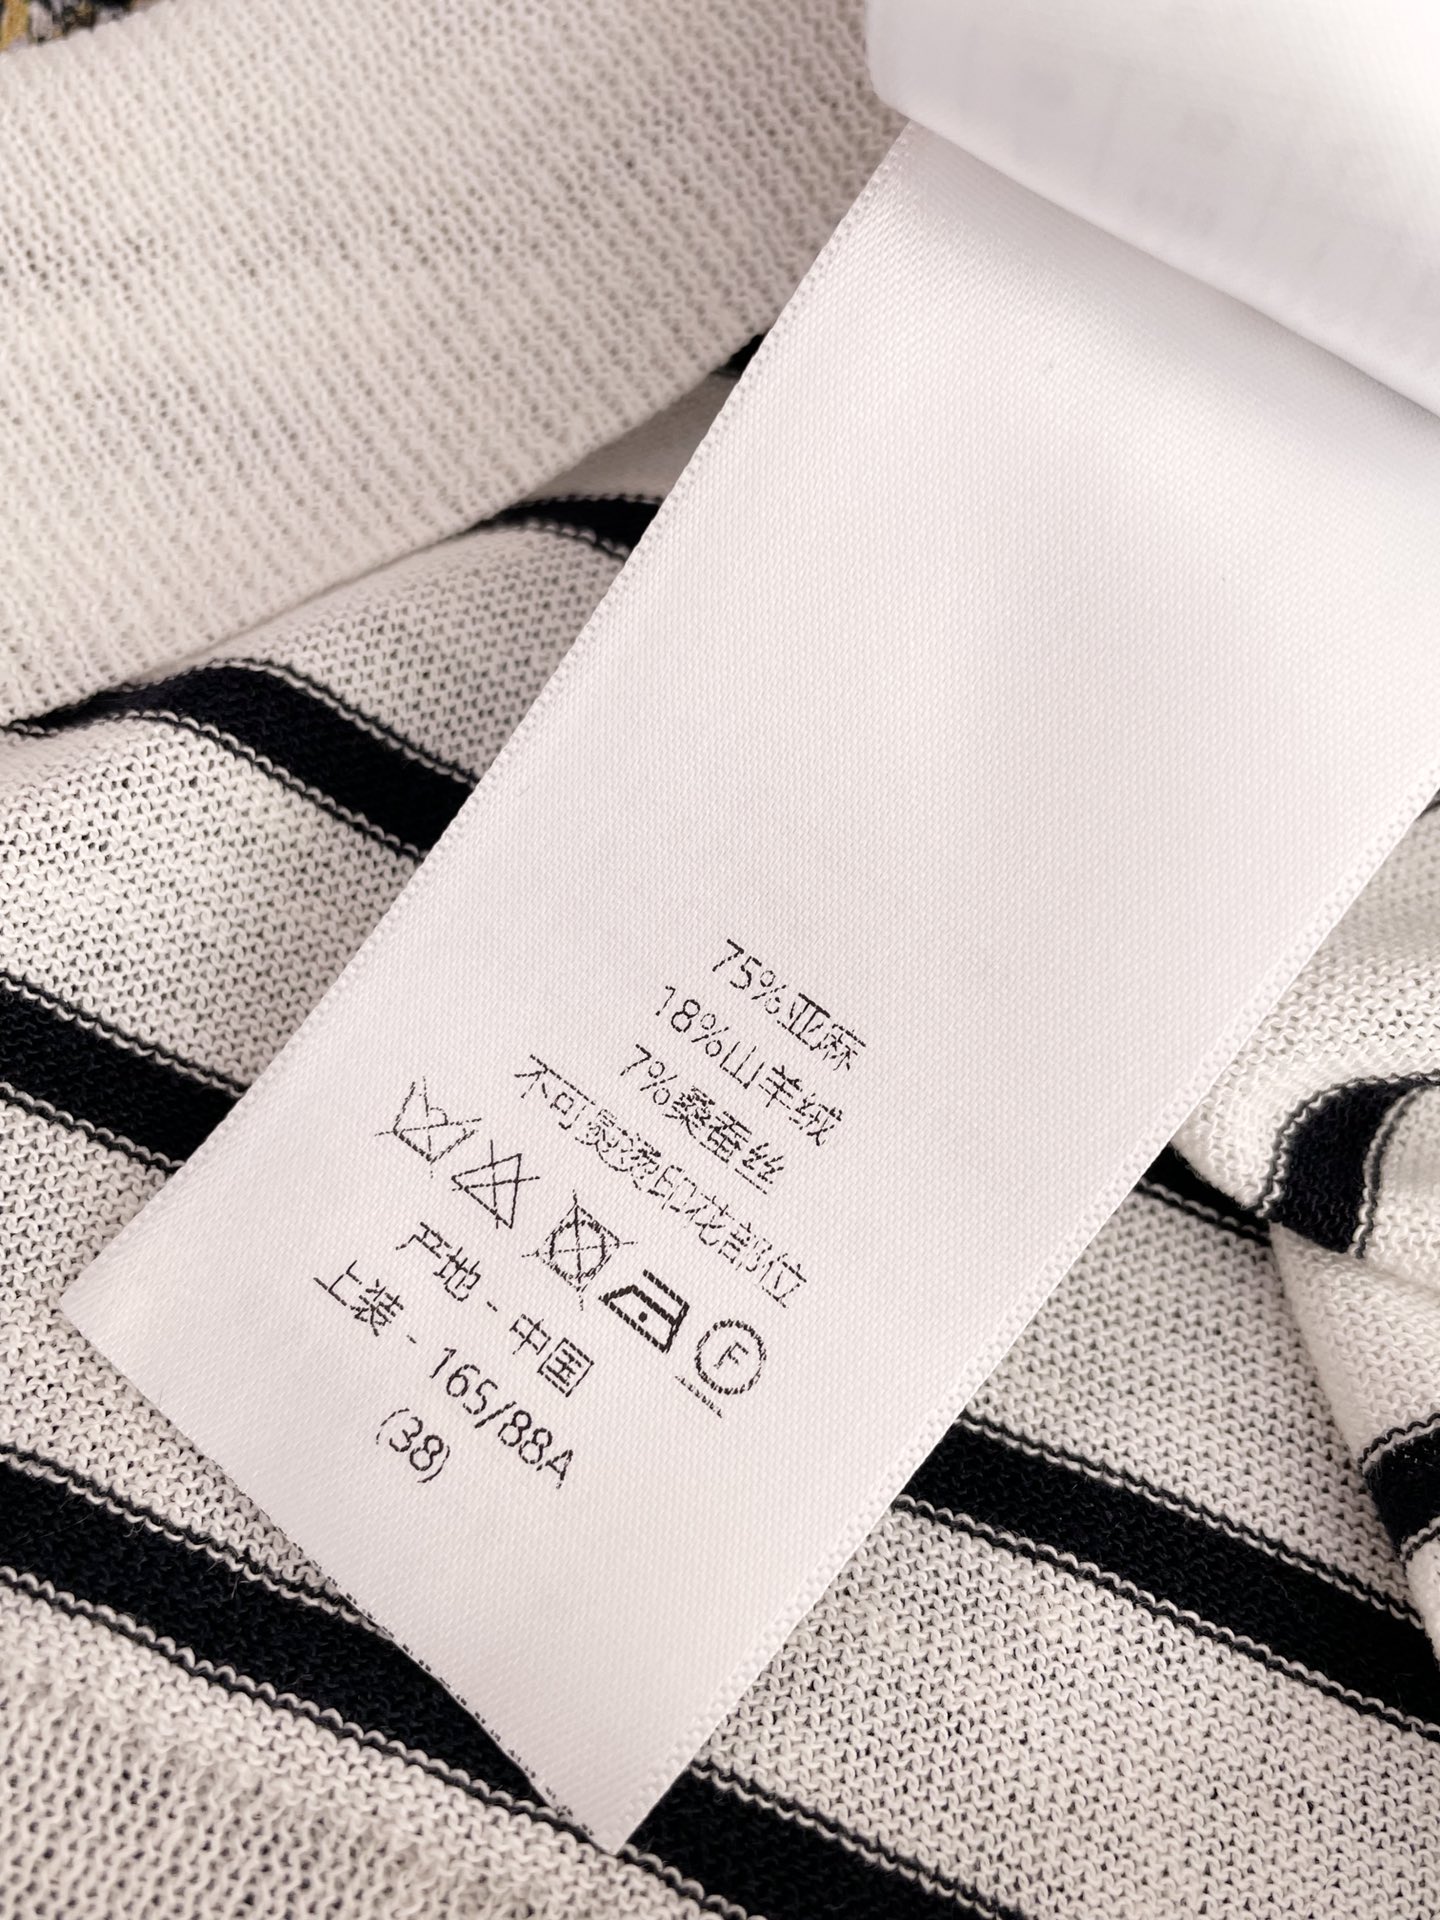 75%亚麻
18%山羊绒
7%桑蚕丝
不可熨烫印花部位
F
产地 - 中国
上装 - 165/88A
(38)